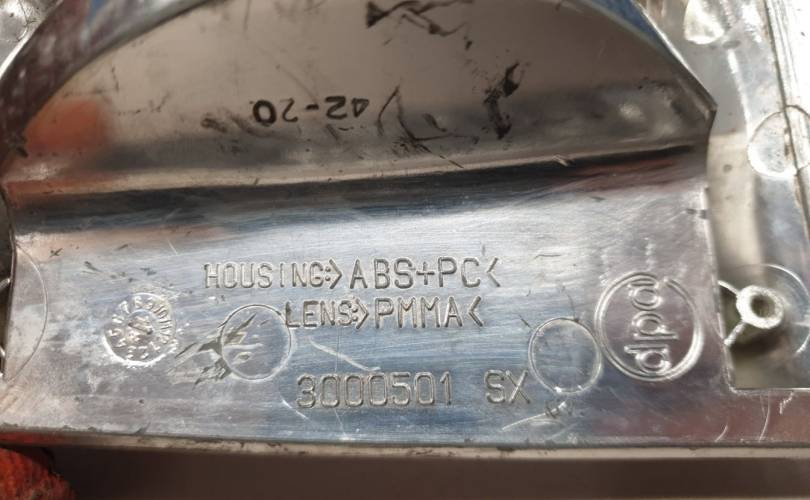 42-20
HOUSING:>ABS+PC<
LENS:>PMMA<
3000501 SX
dpa